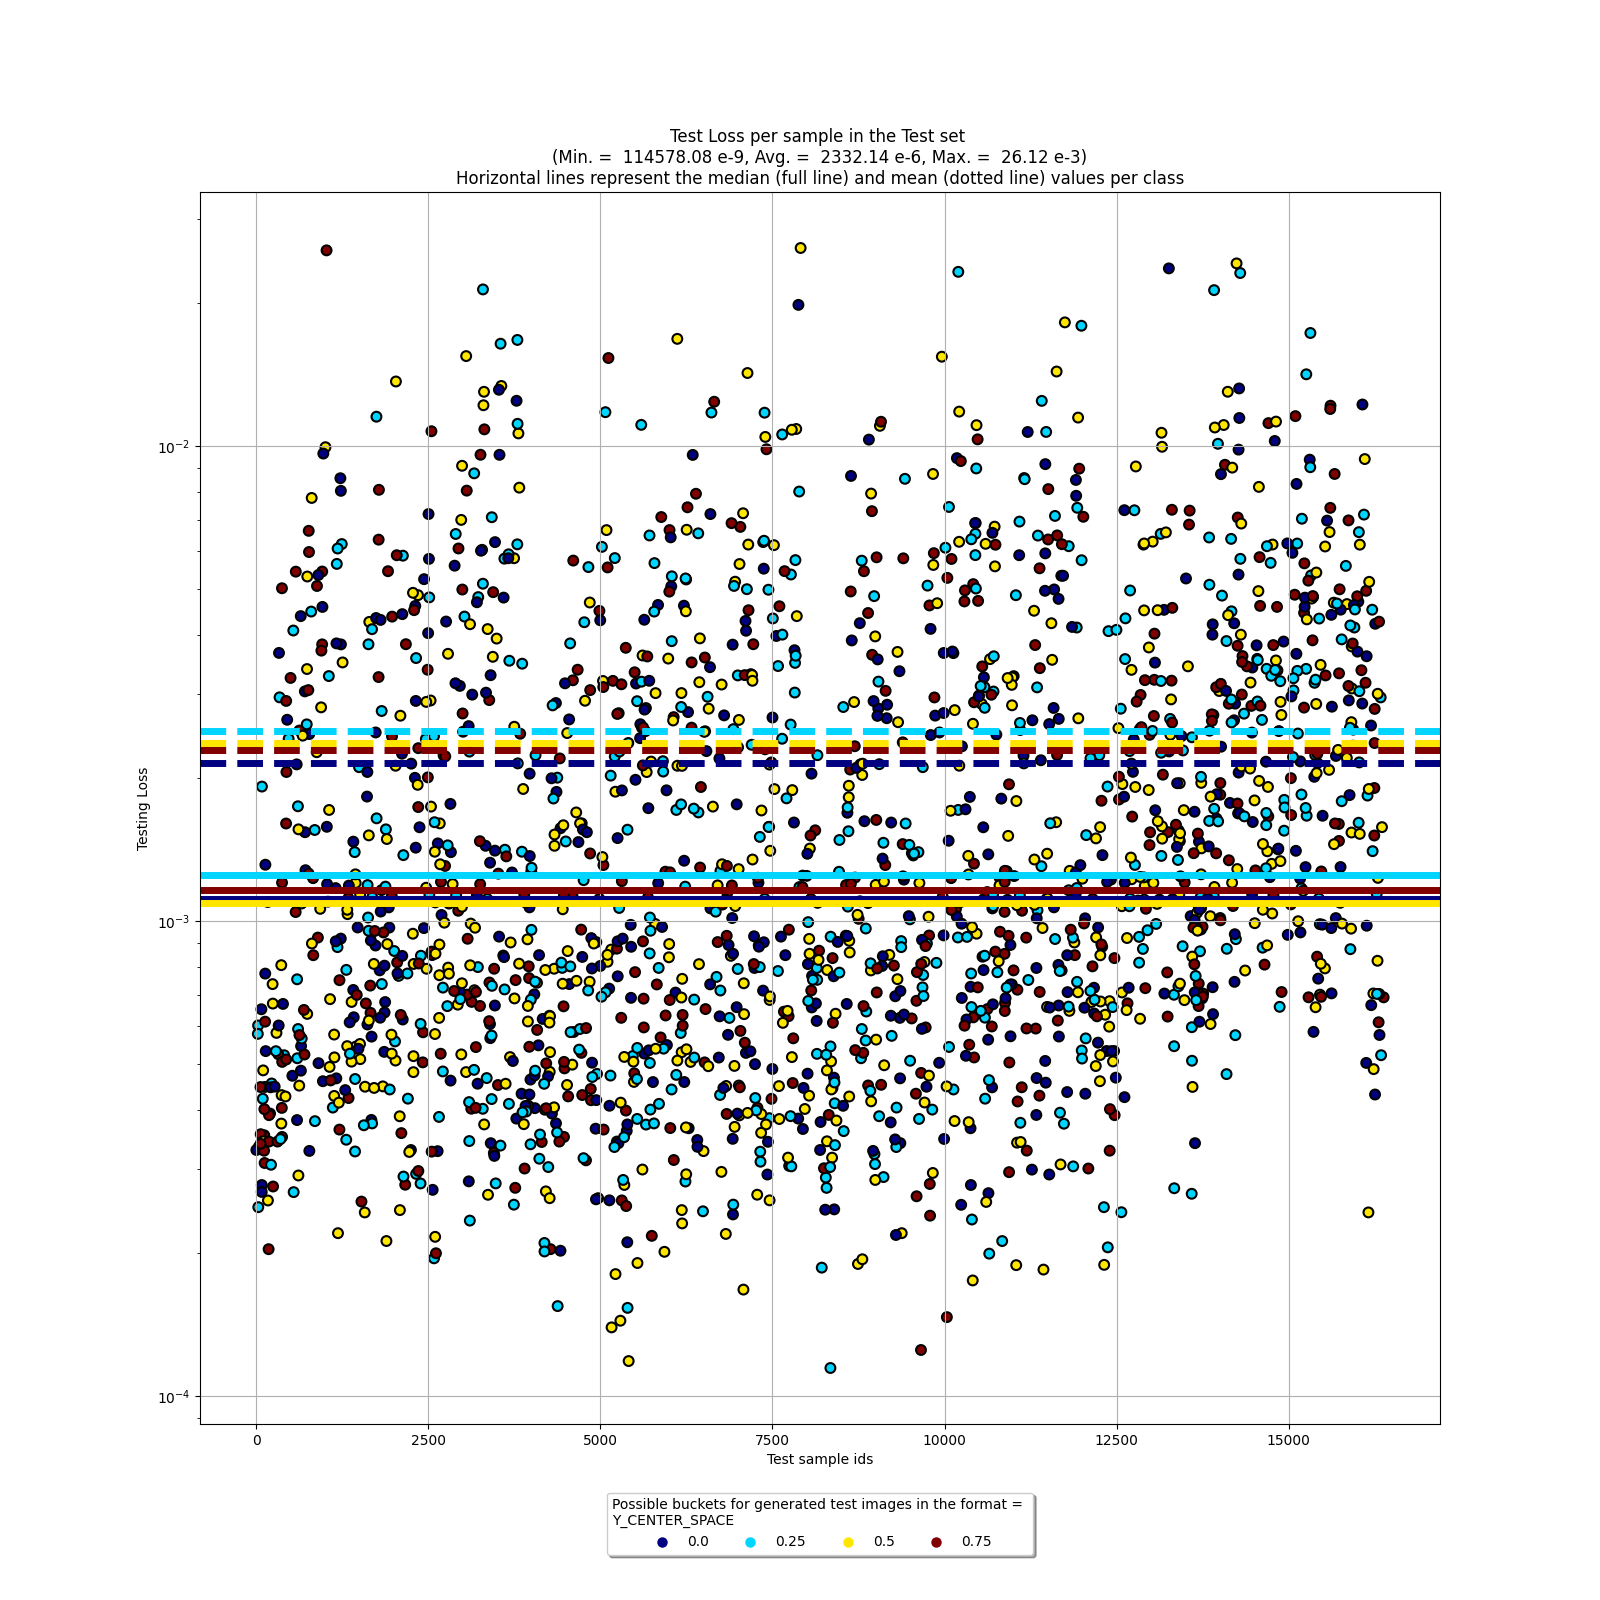 Test Loss per sample in the Test set
(Min. = 114578.08 e-9, Avg. = 2332.14 e-6, Max. = 26.12 e-3)
Horizontal lines represent the median (full line) and mean (dotted line) values per class
Testing Loss
10⁻²
10⁻³
10⁻⁴
0 2500 5000 7500 10000 12500 15000
Test sample ids
Possible buckets for generated test images in the format =
Y_CENTER_SPACE
0.0 0.25 0.5 0.75